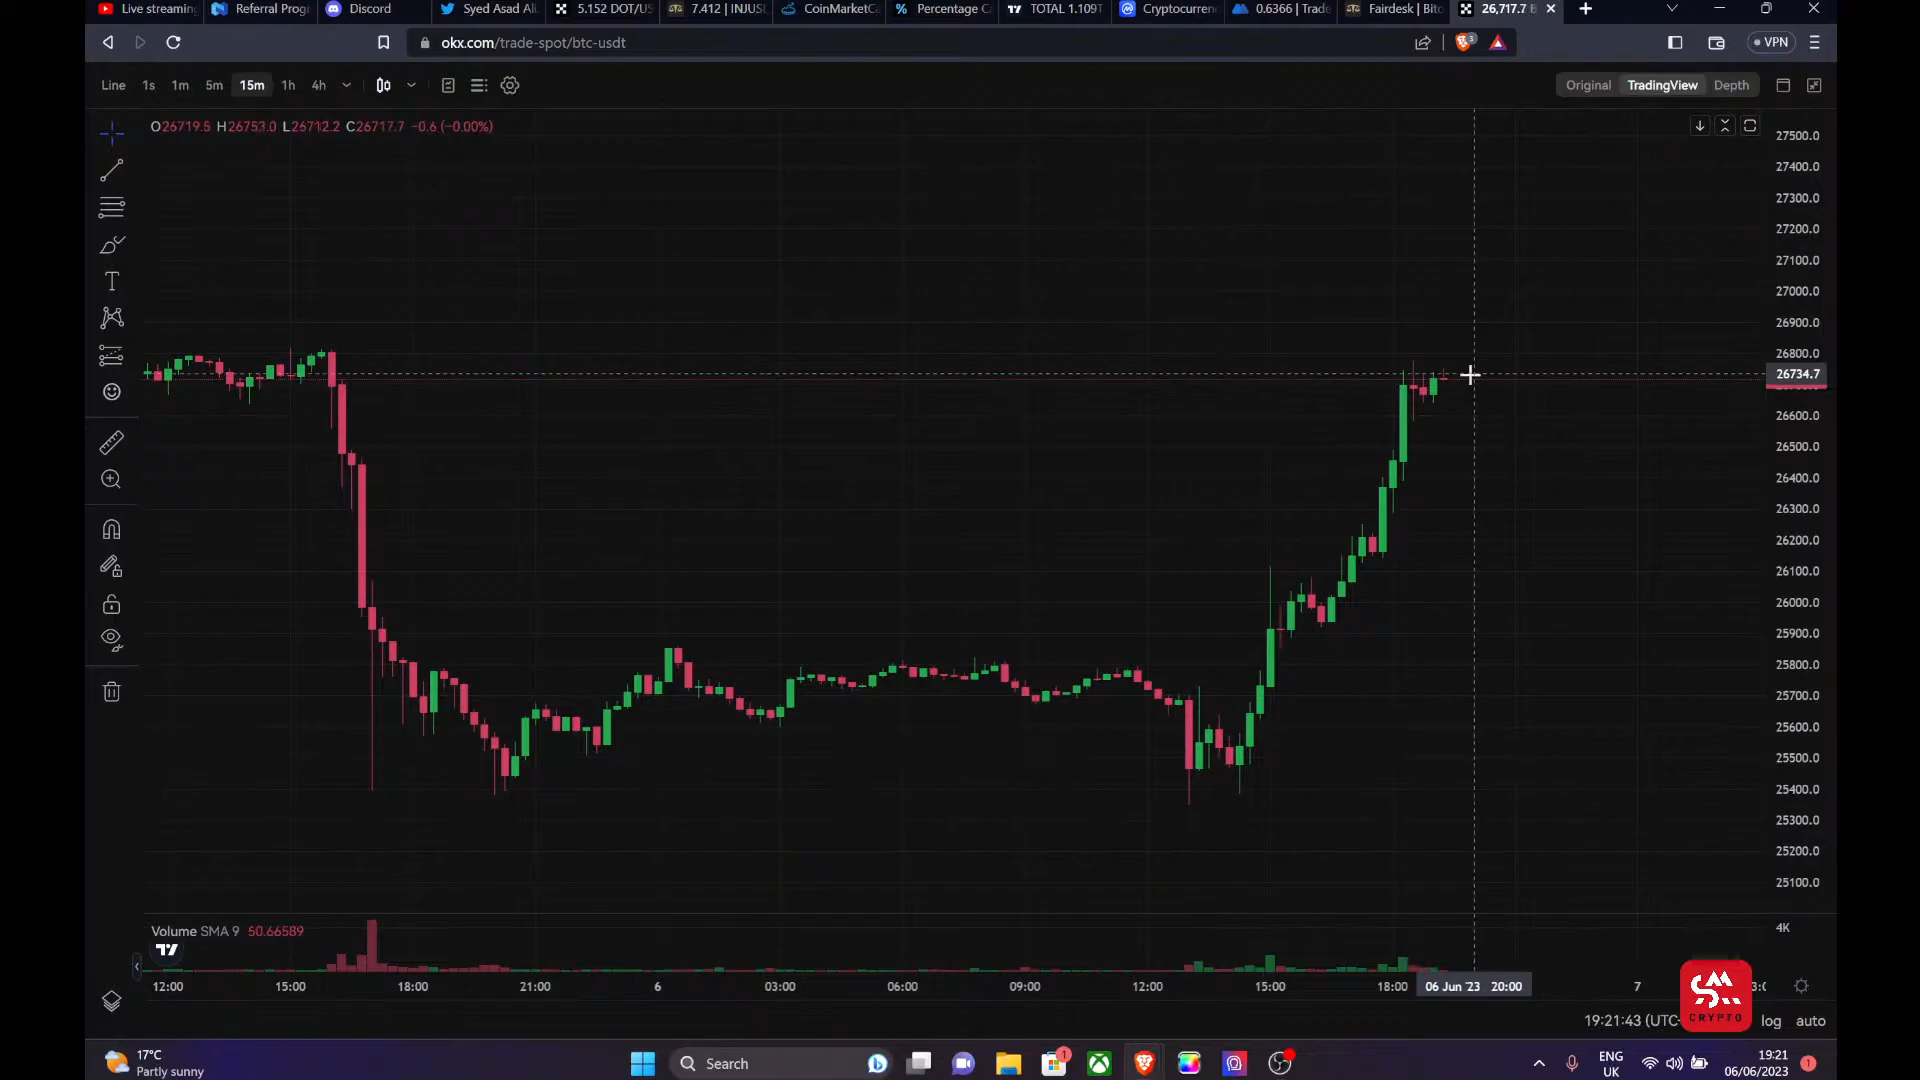 Live streaming
Referral Prog
Discord
Syed Asad Ali
5.152 DOT/US
7.412 | INJUS
CoinMarketC
Percentage C
TOTAL 1.109T
Cryptocurren
0.6366 | Trade
Fairdesk | Bito
26,717.7 B
okx.com/trade-spot/btc-usdt
3
VPN
Line 1s 1m 5m 15m 1h 4h
Original TradingView Depth
O26719.5 H26753.0 L26712.2 C26717.7 −0.6 (−0.00%)
27500.0
27400.0
27300.0
27200.0
27100.0
27000.0
26900.0
26800.0
26734.7
26600.0
26500.0
26400.0
26300.0
26200.0
26100.0
26000.0
25900.0
25800.0
25700.0
25600.0
25500.0
25400.0
25300.0
25200.0
25100.0
Volume SMA 9 50.66589
4K
12:00 15:00 18:00 21:00 6 03:00 06:00 09:00 12:00 15:00 18:00 06 Jun '23 20:00 7
19:21:43 (UTC
log auto
SM
CRYPTO
17°C
Partly sunny
Search
1
ENG
UK
19:21
06/06/2023
1